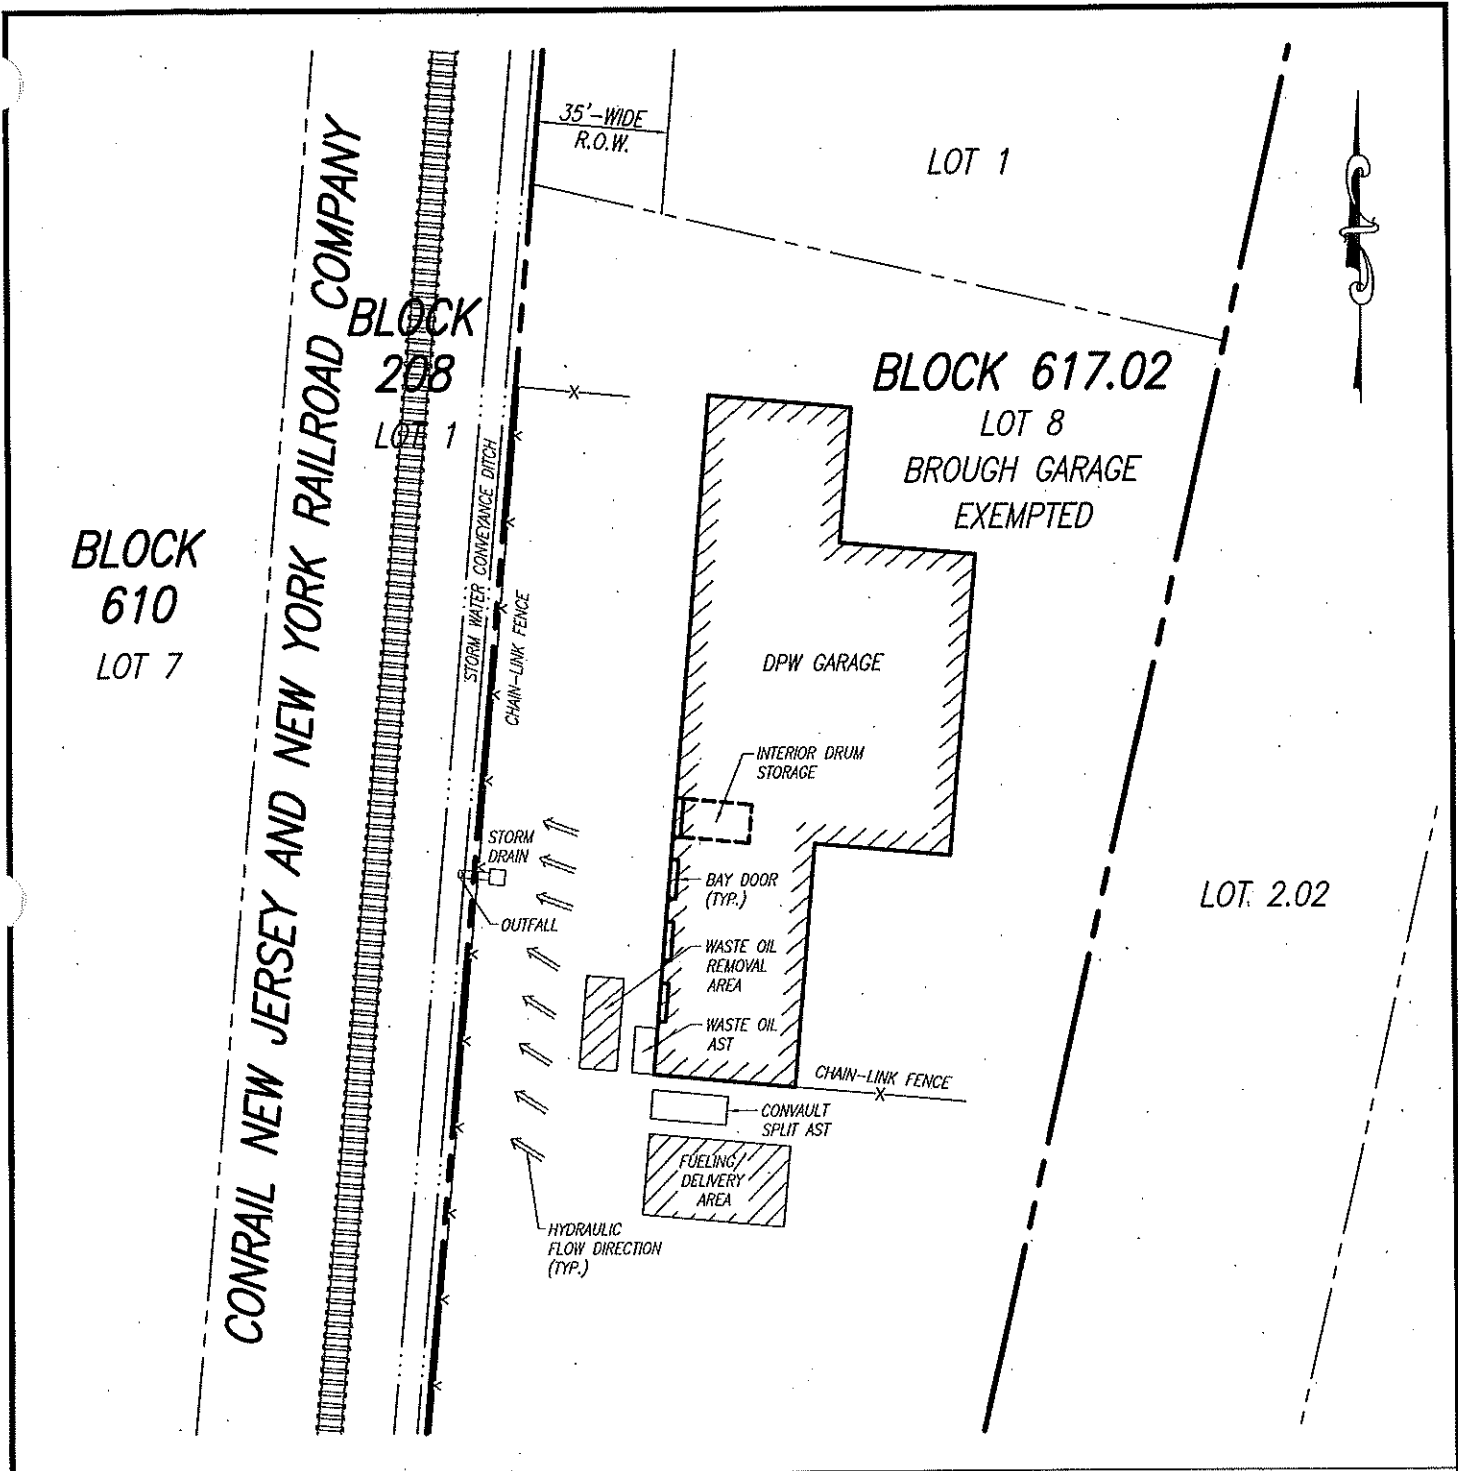 35'-WIDE
R.O.W.
LOT 1
CONRAIL NEW JERSEY AND NEW YORK RAILROAD COMPANY
BLOCK
208
LOT 1
BLOCK 617.02
LOT 8
BROUGH GARAGE
EXEMPTED
BLOCK
610
LOT 7
STORM WATER CONVEYANCE DITCH
CHAIN-LINK FENCE
DPW GARAGE
INTERIOR DRUM
STORAGE
STORM
DRAIN
OUTFALL
BAY DOOR
(TYP.)
LOT 2.02
WASTE OIL
REMOVAL
AREA
WASTE OIL
AST
CHAIN-LINK FENCE
CONVAULT
SPLIT AST
FUELING/
DELIVERY
AREA
HYDRAULIC
FLOW DIRECTION
(TYP.)